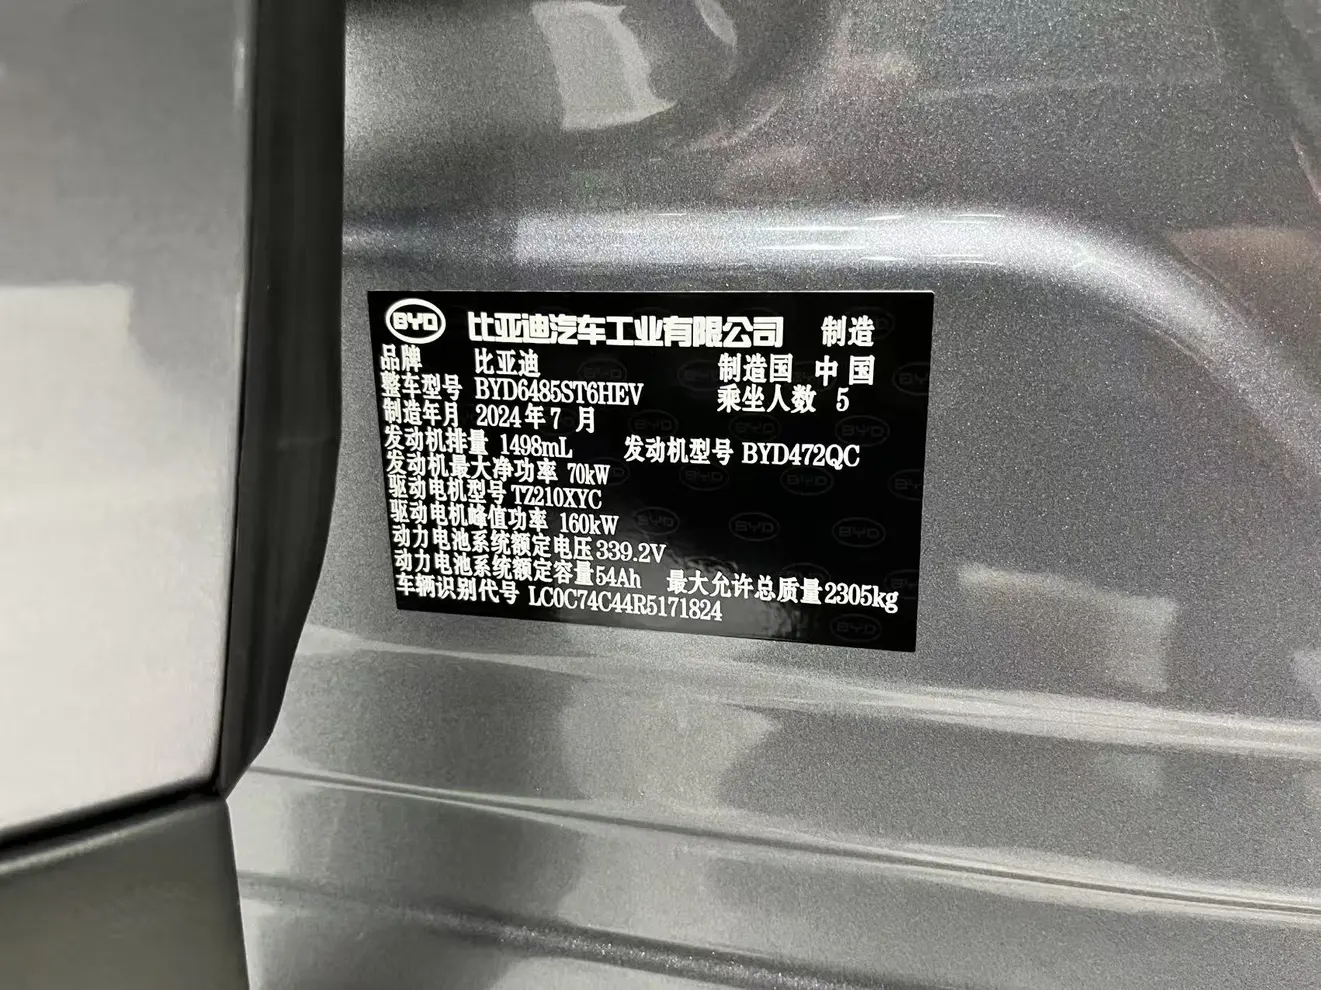 BYD 比亚迪汽车工业有限公司 制造
品牌 比亚迪 制造国 中国
整车型号 BYD6485ST6HEV 乘坐人数 5
制造年月 2024年7月
发动机排量 1498mL 发动机型号 BYD472QC
发动机最大净功率 70kW
驱动电机型号 TZ210XYC
驱动电机峰值功率 160kW
动力电池系统额定电压 339.2V
动力电池系统额定容量 54Ah 最大允许总质量 2305kg
车辆识别代号 LC0C74C44R5171824